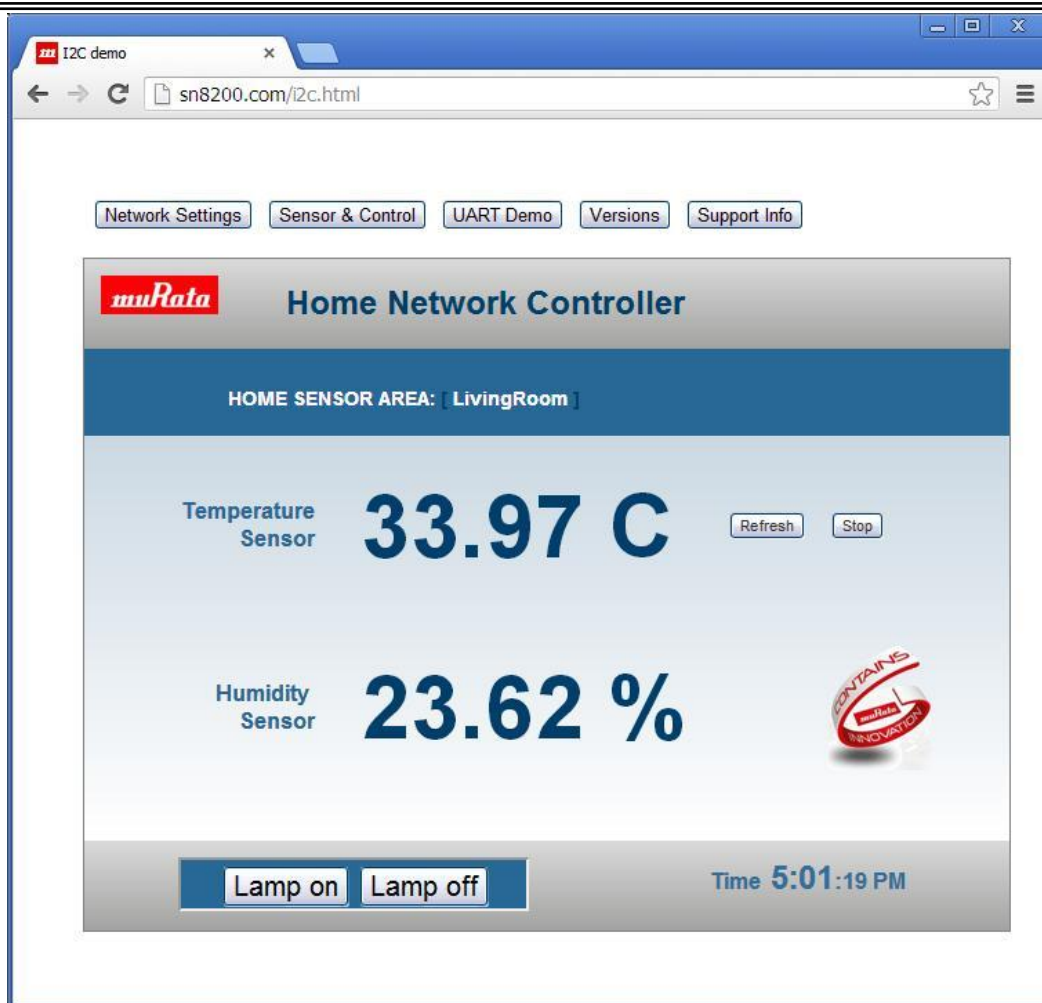 I2C demo
sn8200.com/i2c.html
Network Settings Sensor & Control UART Demo Versions Support Info
muRata Home Network Controller
HOME SENSOR AREA: [ LivingRoom ]
Temperature
Sensor
33.97 C
Refresh Stop
Humidity
Sensor
23.62 %
CONTAINS
muRata
INNOVATION
Lamp on Lamp off
Time 5:01:19 PM